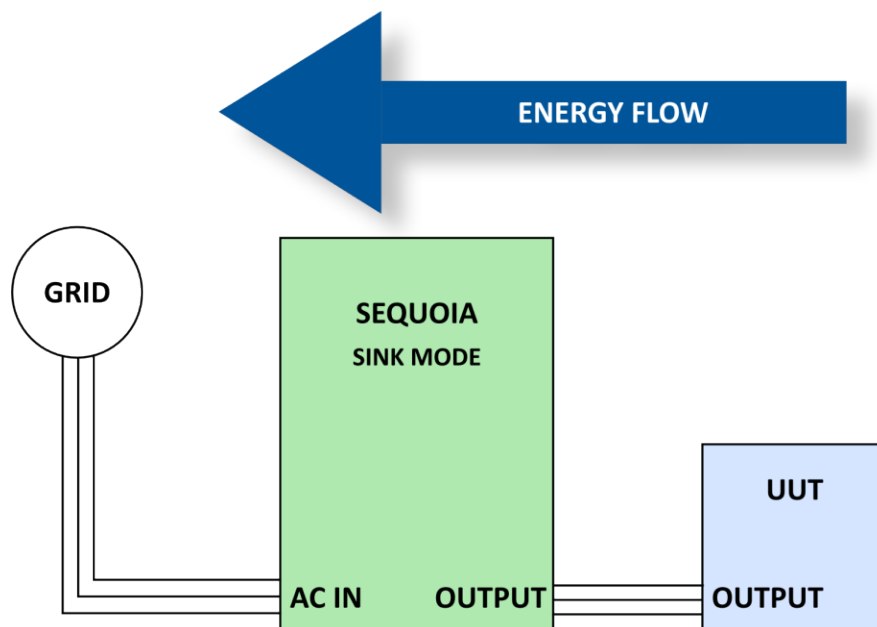 ENERGY FLOW
GRID
SEQUOIA
SINK MODE
UUT
AC IN
OUTPUT
OUTPUT